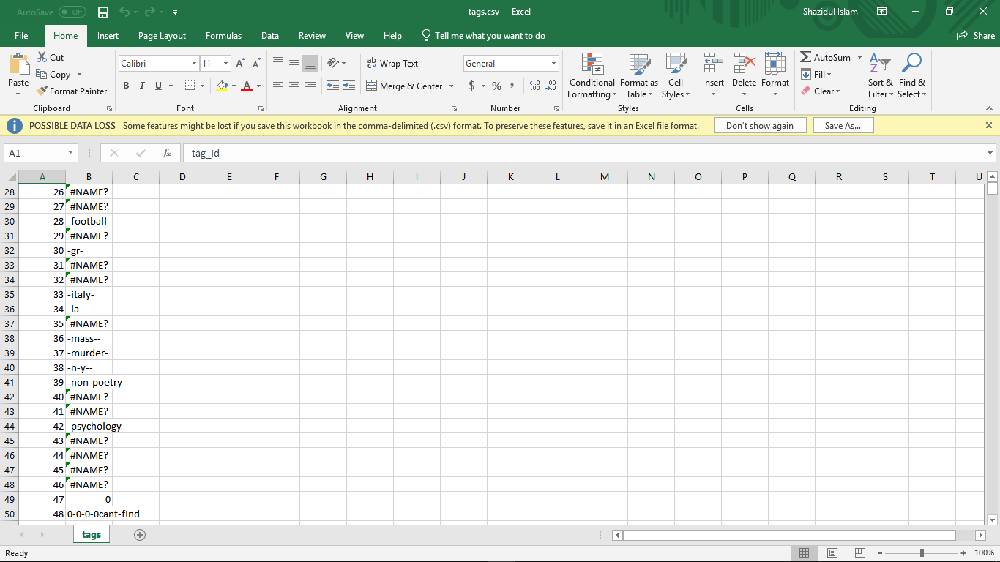 AutoSave Off tags.csv - Excel Shazidul Islam
File Home Insert Page Layout Formulas Data Review View Help Tell me what you want to do Share
Paste Cut Copy Format Painter Clipboard
Calibri 11 A A B I U A Font
ab Wrap Text Merge & Center Alignment
General $ % , .00 .0 Number
Conditional Formatting Format as Table Cell Styles Styles
Insert Delete Format Cells
AutoSum Fill Clear Sort & Filter Find & Select Editing
POSSIBLE DATA LOSS Some features might be lost if you save this workbook in the comma-delimited (.csv) format. To preserve these features, save it in an Excel file format. Don't show again Save As...
A1 fx tag_id
A B C D E F G H I J K L M N O P Q R S T U
28 26 #NAME?
29 27 #NAME?
30 28 -football-
31 29 #NAME?
32 30 -gr-
33 31 #NAME?
34 32 #NAME?
35 33 -italy-
36 34 -la--
37 35 #NAME?
38 36 -mass--
39 37 -murder-
40 38 -n-y--
41 39 -non-poetry-
42 40 #NAME?
43 41 #NAME?
44 42 -psychology-
45 43 #NAME?
46 44 #NAME?
47 45 #NAME?
48 46 #NAME?
49 47 0
50 48 0-0-0-0cant-find
tags
Ready 100%